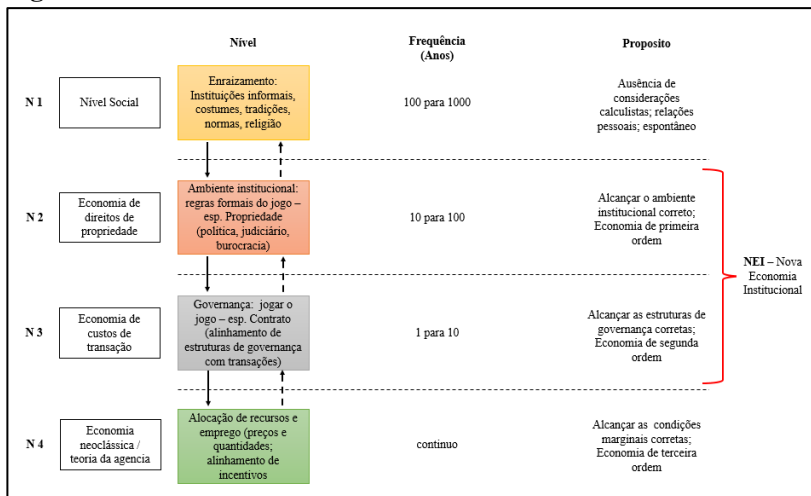 Nível
Frequência
(Anos)
Proposito
N 1
Nível Social
Enraizamento:
Instituições informais,
costumes, tradições,
normas, religião
100 para 1000
Ausência de
considerações
calculistas; relações
pessoais; espontâneo
N 2
Economia de
direitos de
propriedade
Ambiente institucional:
regras formais do jogo –
esp. Propriedade
(política, judiciário,
burocracia)
10 para 100
Alcançar o ambiente
institucional correto;
Economia de primeira
ordem
NEI – Nova
Economia
Institucional
N 3
Economia de
custos de
transação
Governança: jogar o
jogo – esp. Contrato
(alinhamento de
estruturas de governança
com transações)
1 para 10
Alcançar as estruturas de
governança corretas;
Economia de segunda
ordem
N 4
Economia
neoclássica /
teoria da agencia
Alocação de recursos e
emprego (preços e
quantidades;
alinhamento de
incentivos
continuo
Alcançar as condições
marginais corretas;
Economia de terceira
ordem